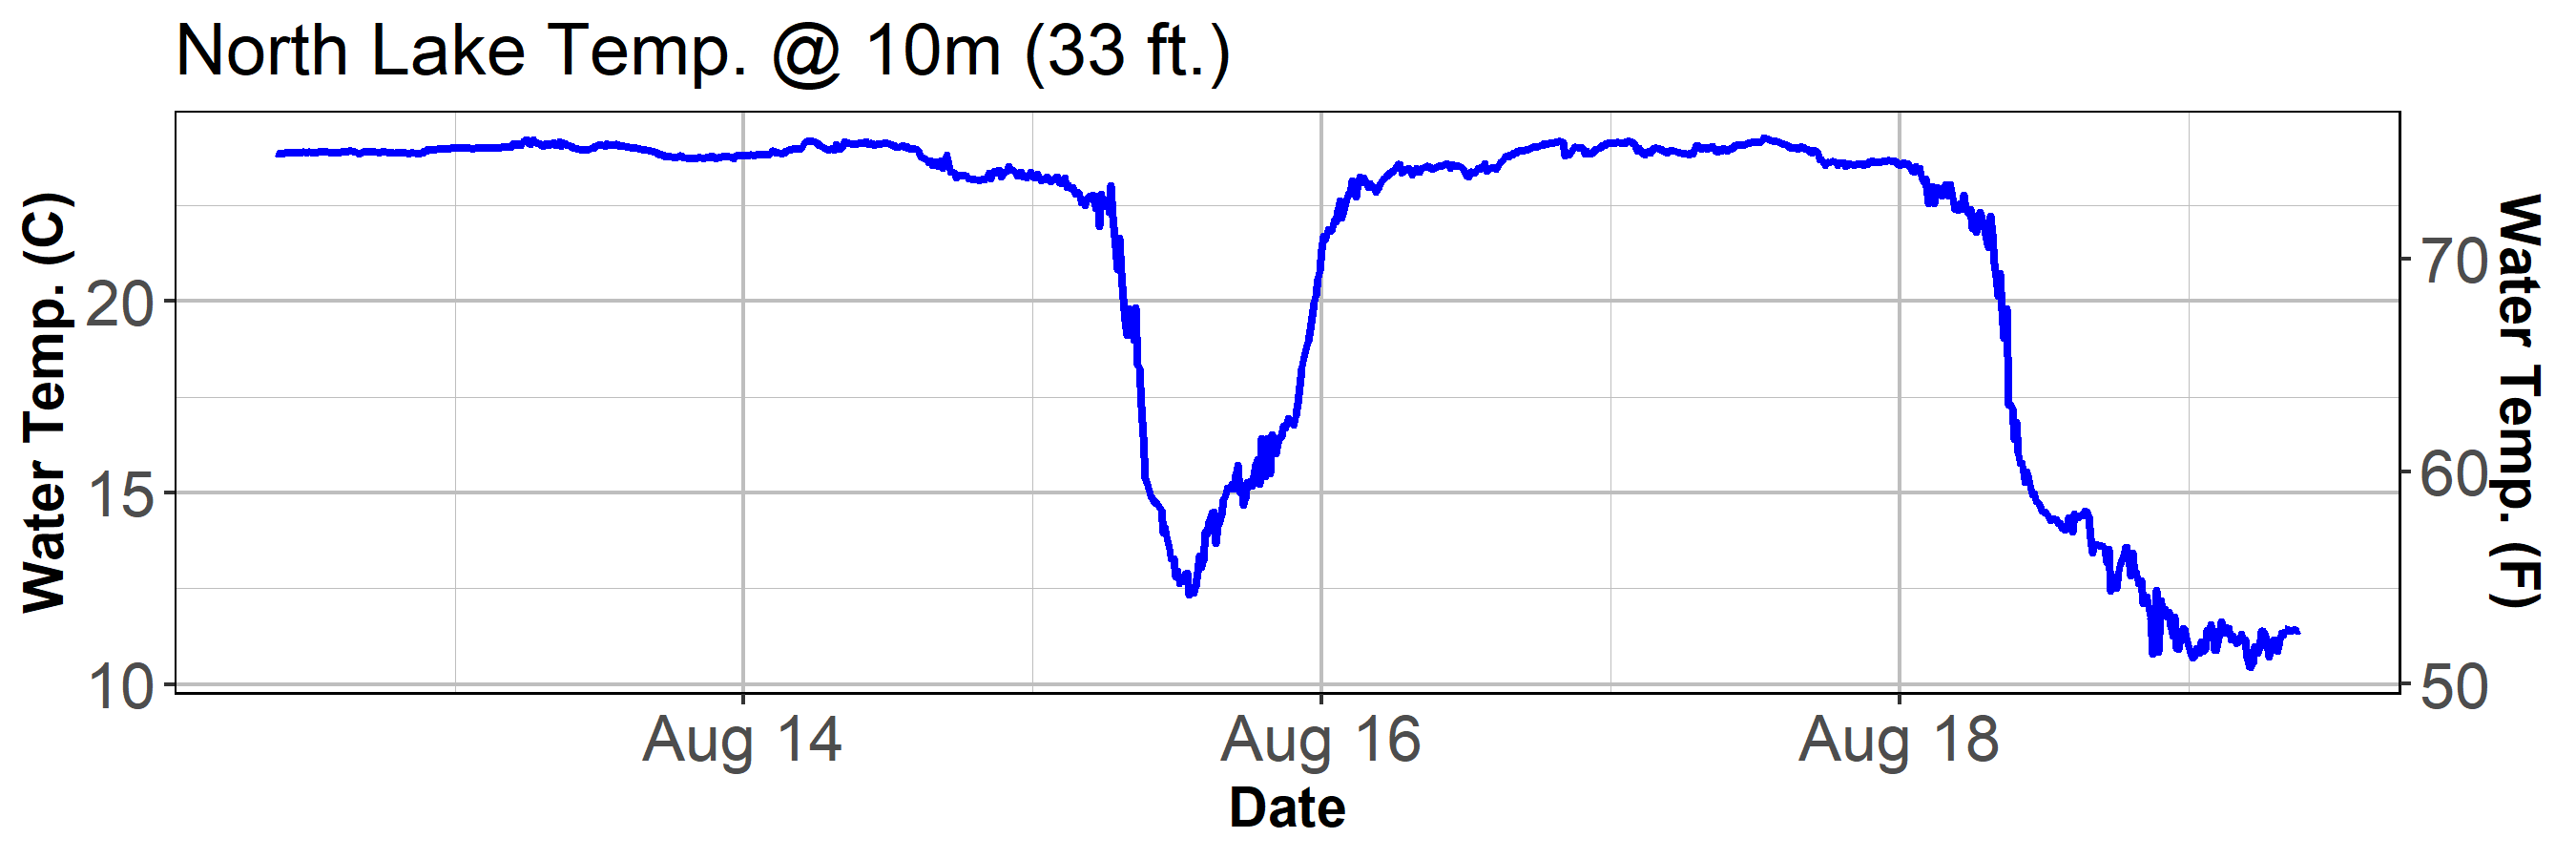 North Lake Temp. @ 10m (33 ft.)
Water Temp. (C)
20
15
10
70
60
50
Water Temp. (F)
Aug 14 Aug 16 Aug 18
Date